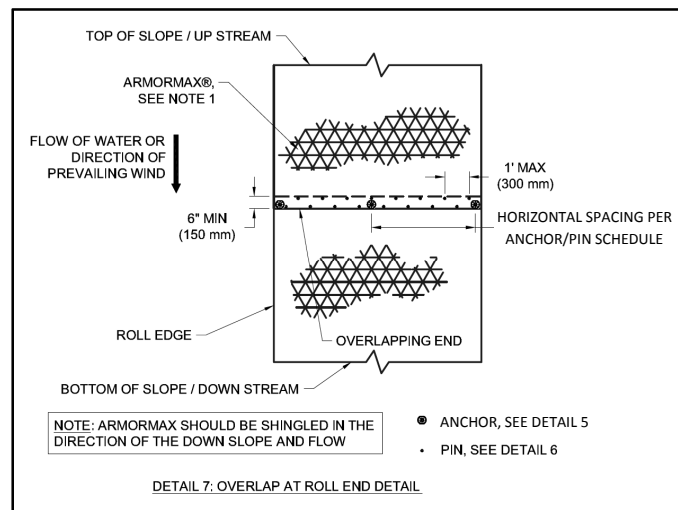 TOP OF SLOPE / UP STREAM
ARMORMAX®,
SEE NOTE 1
FLOW OF WATER OR
DIRECTION OF
PREVAILING WIND
1' MAX
(300 mm)
6" MIN
(150 mm)
HORIZONTAL SPACING PER
ANCHOR/PIN SCHEDULE
ROLL EDGE
OVERLAPPING END
BOTTOM OF SLOPE / DOWN STREAM
NOTE: ARMORMAX SHOULD BE SHINGLED IN THE
DIRECTION OF THE DOWN SLOPE AND FLOW
ANCHOR, SEE DETAIL 5
PIN, SEE DETAIL 6
DETAIL 7: OVERLAP AT ROLL END DETAIL